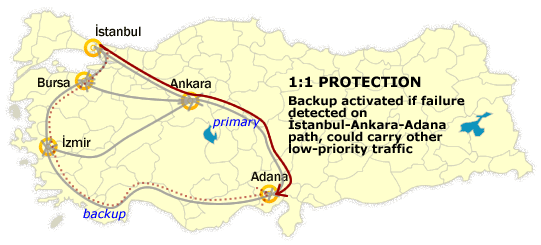 İstanbul
Bursa
Ankara
1:1 PROTECTION
Backup activated if failure
detected on
İstanbul-Ankara-Adana
path, could carry other
low-priority traffic
primary
İzmir
Adana
backup